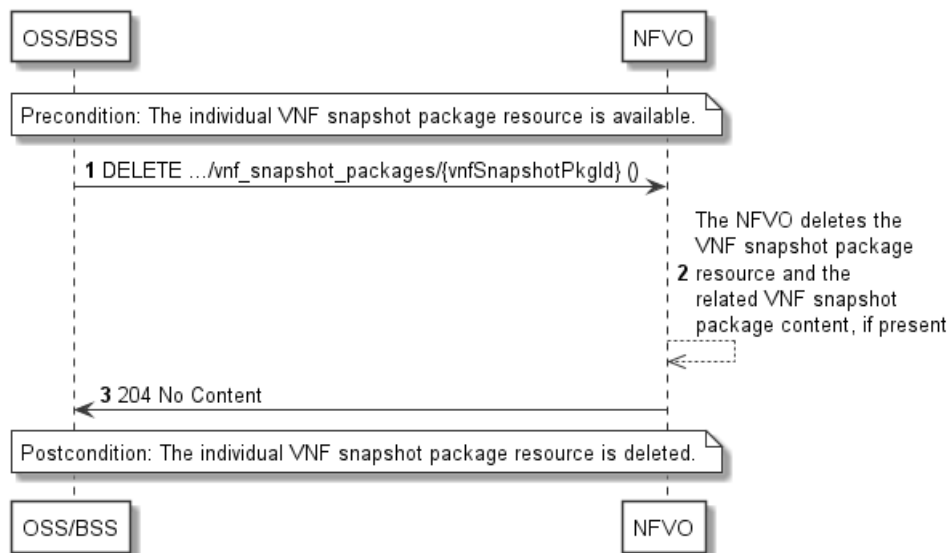 OSS/BSS
NFVO
Precondition: The individual VNF snapshot package resource is available.
1 DELETE .../vnf_snapshot_packages/{vnfSnapshotPkgId} ()
The NFVO deletes the
VNF snapshot package
2 resource and the
related VNF snapshot
package content, if present
3 204 No Content
Postcondition: The individual VNF snapshot package resource is deleted.
OSS/BSS
NFVO